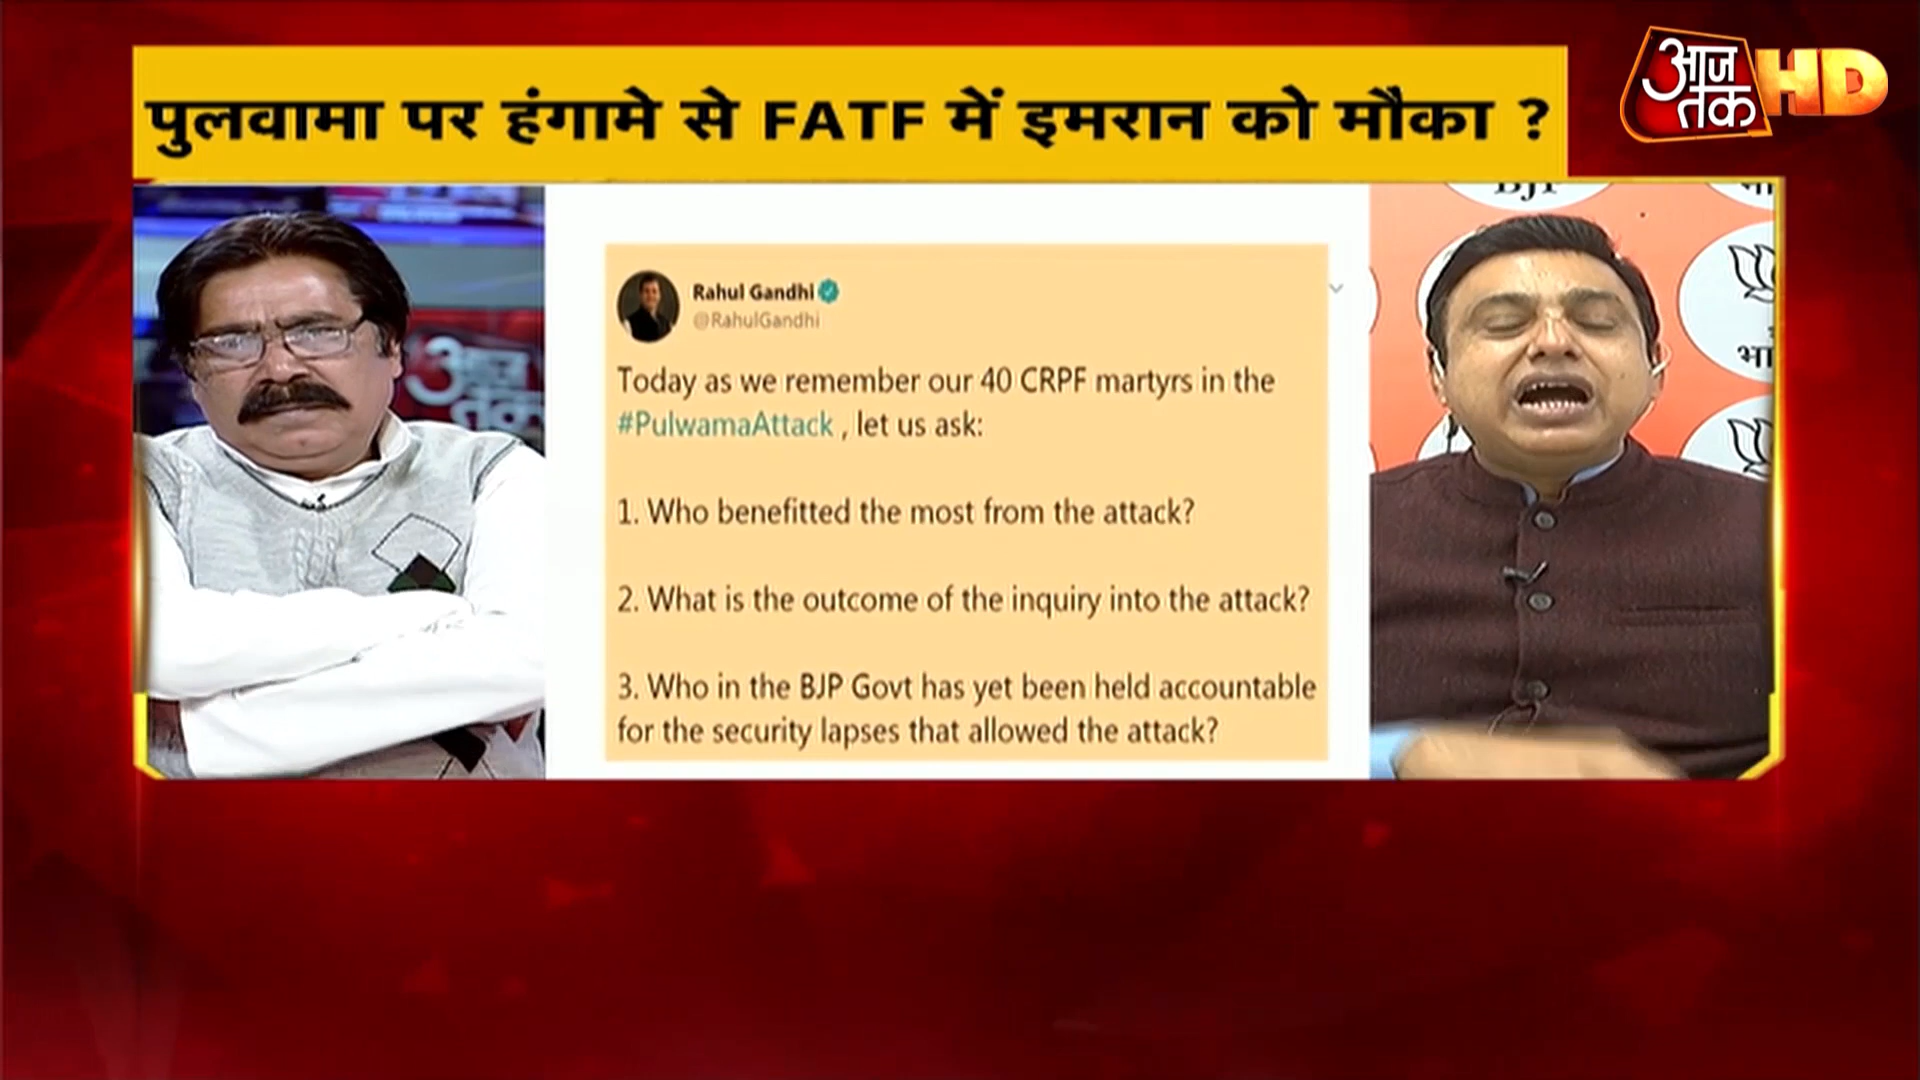 पुलवामा पर हंगामे से FATF में इमरान को मौका ?
आज
तक HD
Rahul Gandhi
@RahulGandhi
Today as we remember our 40 CRPF martyrs in the
#PulwamaAttack , let us ask:
1. Who benefitted the most from the attack?
2. What is the outcome of the inquiry into the attack?
3. Who in the BJP Govt has yet been held accountable
for the security lapses that allowed the attack?
आज
तक
BJP
भा